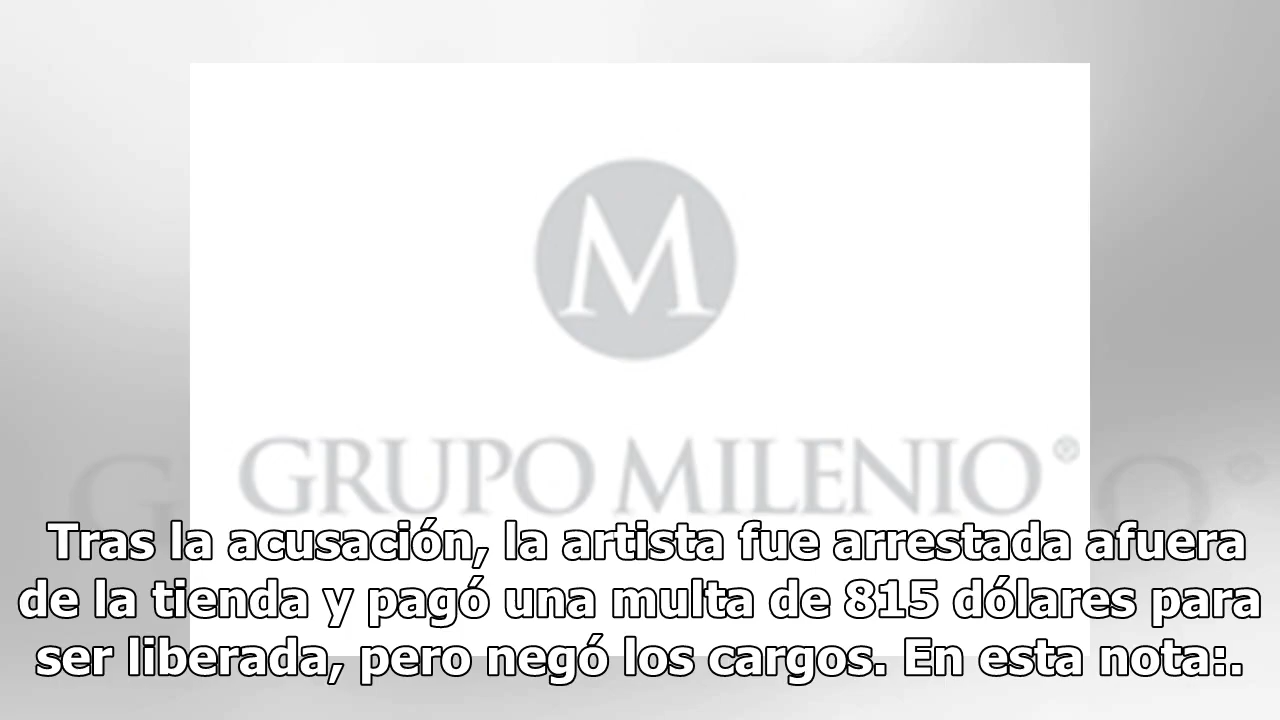 M
GRUPO MILENIO®
Tras la acusación, la artista fue arrestada afuera
de la tienda y pagó una multa de 815 dólares para
ser liberada, pero negó los cargos. En esta nota:.